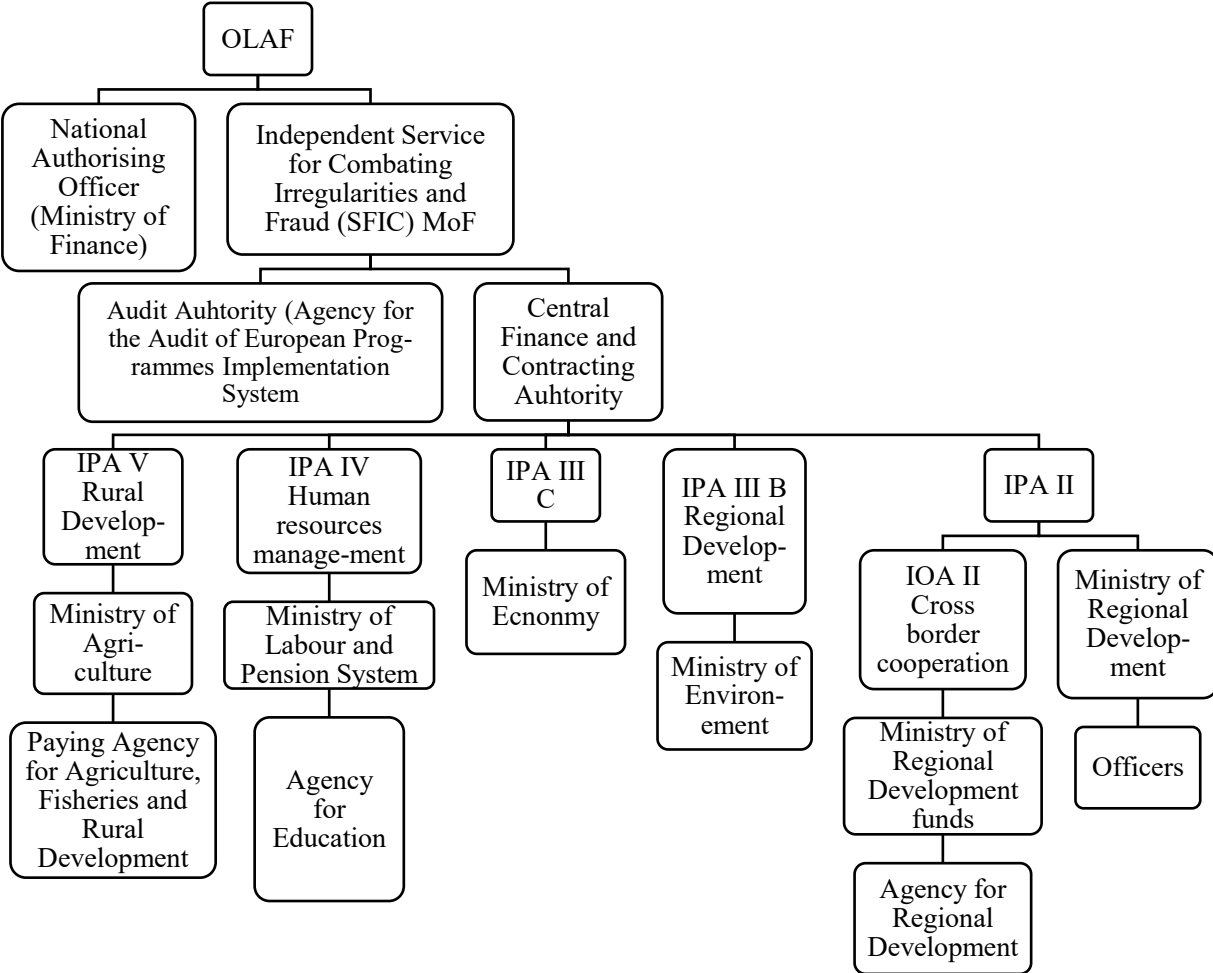 OLAF
National
Authorising
Officer
(Ministry of
Finance)
Independent Service
for Combating
Irregularities and
Fraud (SFIC) MoF
Audit Auhtority (Agency for
the Audit of European Prog-
rammes Implementation
System
Central
Finance and
Contracting
Auhtority
IPA V
Rural
Develop-
ment
IPA IV
Human
resources
manage-ment
IPA III
C
IPA III B
Regional
Develop-
ment
IPA II
Ministry of
Agri-
culture
Ministry of
Labour and
Pension System
Ministry of
Ecnonmy
Ministry of
Environ-
ement
IOA II
Cross
border
cooperation
Ministry of
Regional
Develop-
ment
Paying Agency
for Agriculture,
Fisheries and
Rural
Development
Agency
for
Education
Ministry of
Regional
Development
funds
Officers
Agency for
Regional
Development